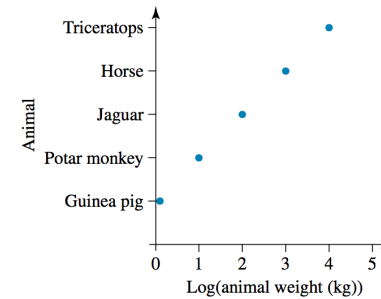 Triceratops
Horse
Jaguar
Potar monkey
Guinea pig
Animal
0 1 2 3 4 5
Log(animal weight (kg))